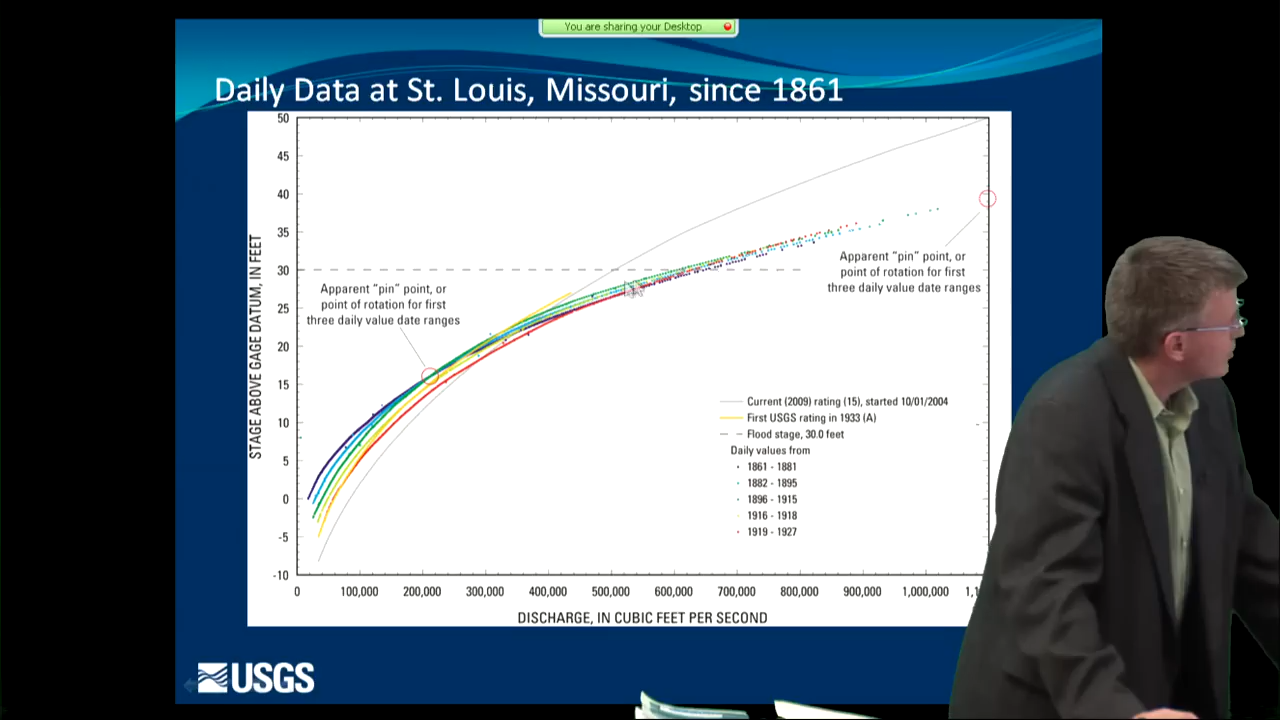 You are sharing your Desktop
Daily Data at St. Louis, Missouri, since 1861
50
45
40
35
30
25
20
15
10
5
0
-5
-10
STAGE ABOVE GAGE DATUM, IN FEET
Apparent “pin” point, or
point of rotation for first
three daily value date ranges
Apparent “pin” point, or
point of rotation for first
three daily value date ranges
Current (2009) rating (15), started 10/01/2004
First USGS rating in 1933 (A)
Flood stage, 30.0 feet
Daily values from
1861 - 1881
1882 - 1895
1896 - 1915
1916 - 1918
1919 - 1927
0 100,000 200,000 300,000 400,000 500,000 600,000 700,000 800,000 900,000 1,000,000 1,1
DISCHARGE, IN CUBIC FEET PER SECOND
USGS